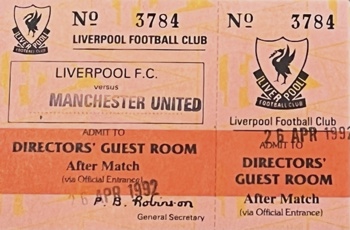 Nº 3784
LIVERPOOL FOOTBALL CLUB
LIVERPOOL F.C.
versus
MANCHESTER UNITED
ADMIT TO
DIRECTORS' GUEST ROOM
After Match
(via Official Entrance)
26 APR 1992
P. B. Robinson
General Secretary
Nº 3784
LIVERPOOL
FOOTBALL CLUB
Liverpool Football Club
26 APR 1992
ADMIT TO
DIRECTORS'
GUEST ROOM
After Match
(via Official Entrance)